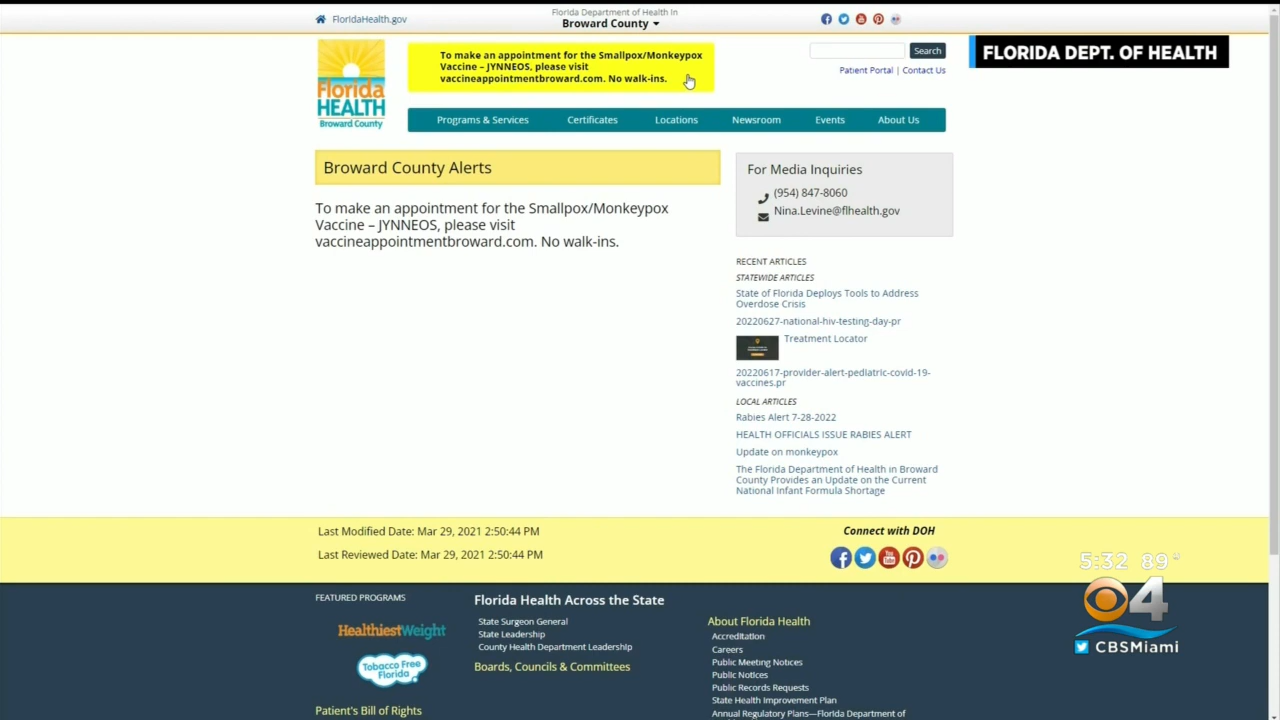 FloridaHealth.gov
Florida Department of Health in
Broward County
Florida
HEALTH
Broward County
To make an appointment for the Smallpox/Monkeypox
Vaccine – JYNNEOS, please visit
vaccineappointmentbroward.com. No walk-ins.
Search
Patient Portal | Contact Us
FLORIDA DEPT. OF HEALTH
Programs & Services
Certificates
Locations
Newsroom
Events
About Us
Broward County Alerts
To make an appointment for the Smallpox/Monkeypox
Vaccine – JYNNEOS, please visit
vaccineappointmentbroward.com. No walk-ins.
For Media Inquiries
(954) 847-8060
Nina.Levine@flhealth.gov
RECENT ARTICLES
STATEWIDE ARTICLES
State of Florida Deploys Tools to Address
Overdose Crisis
20220627-national-hiv-testing-day-pr
Treatment Locator
20220617-provider-alert-pediatric-covid-19-
vaccines.pr
LOCAL ARTICLES
Rabies Alert 7-28-2022
HEALTH OFFICIALS ISSUE RABIES ALERT
Update on monkeypox
The Florida Department of Health in Broward
County Provides an Update on the Current
National Infant Formula Shortage
Last Modified Date: Mar 29, 2021 2:50:44 PM
Last Reviewed Date: Mar 29, 2021 2:50:44 PM
Connect with DOH
5:32 89°
4
CBSMiami
FEATURED PROGRAMS
HealthiestWeight
Tobacco Free
Florida
Patient's Bill of Rights
Florida Health Across the State
State Surgeon General
State Leadership
County Health Department Leadership
Boards, Councils & Committees
About Florida Health
Accreditation
Careers
Public Meeting Notices
Public Notices
Public Records Requests
State Health Improvement Plan
Annual Regulatory Plans—Florida Department of